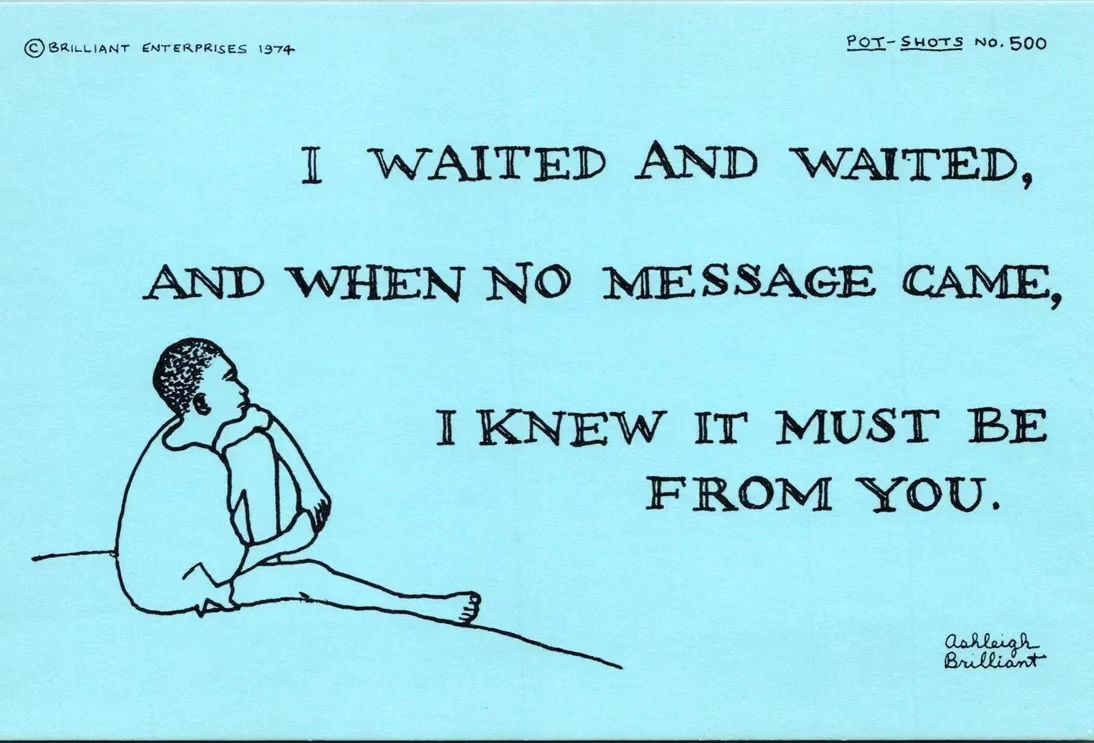 © BRILLIANT ENTERPRISES 1974
POT-SHOTS NO. 500
I WAITED AND WAITED,
AND WHEN NO MESSAGE CAME,
I KNEW IT MUST BE
FROM YOU.
Ashleigh
Brilliant